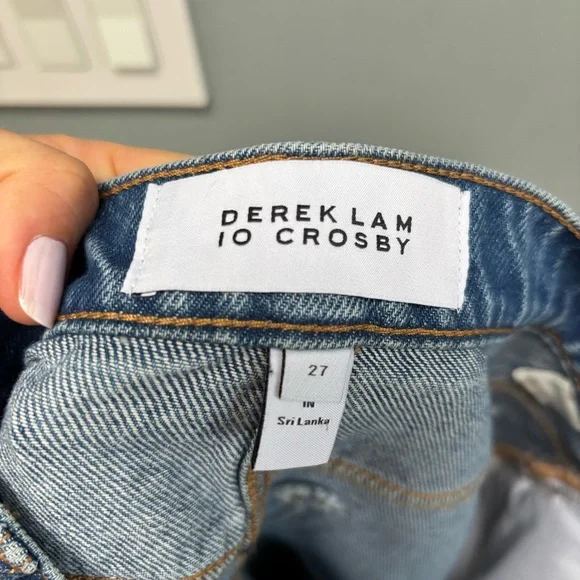 DEREK LAM
10 CROSBY
27
IN
Sri Lanka